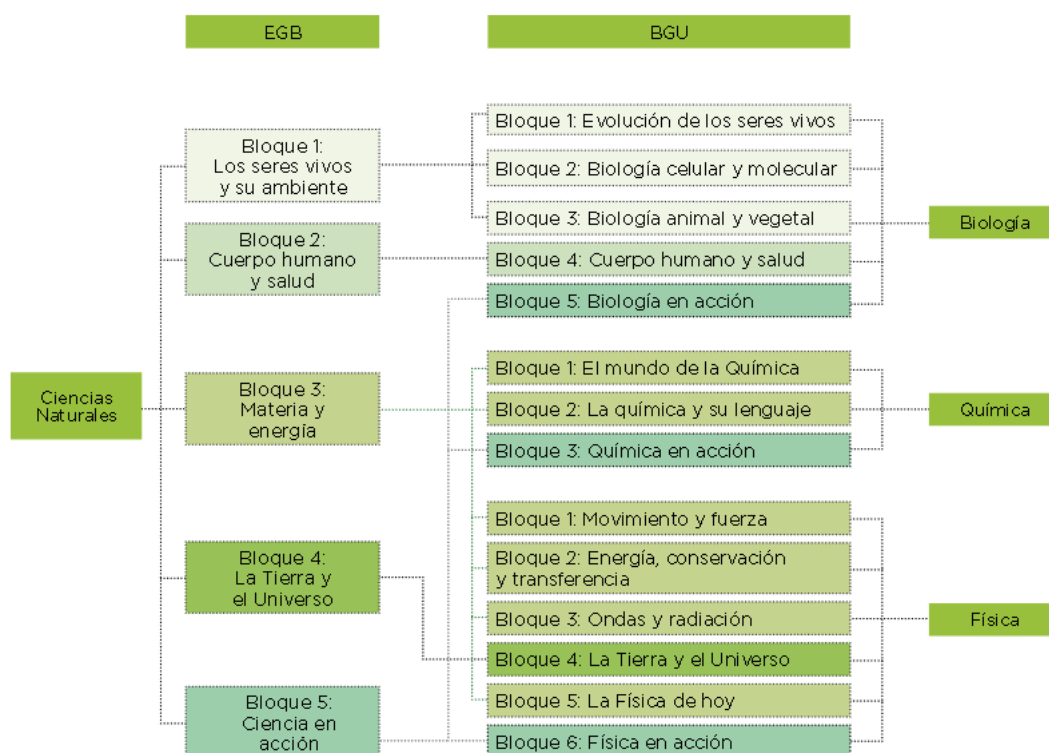 EGB
BGU
Ciencias
Naturales
Bloque 1:
Los seres vivos
y su ambiente
Bloque 2:
Cuerpo humano
y salud
Bloque 3:
Materia y
energía
Bloque 4:
La Tierra y
el Universo
Bloque 5:
Ciencia en
acción
Bloque 1: Evolución de los seres vivos
Bloque 2: Biología celular y molecular
Bloque 3: Biología animal y vegetal
Bloque 4: Cuerpo humano y salud
Bloque 5: Biología en acción
Biología
Bloque 1: El mundo de la Química
Bloque 2: La química y su lenguaje
Bloque 3: Química en acción
Química
Bloque 1: Movimiento y fuerza
Bloque 2: Energía, conservación
y transferencia
Bloque 3: Ondas y radiación
Bloque 4: La Tierra y el Universo
Bloque 5: La Física de hoy
Bloque 6: Física en acción
Física